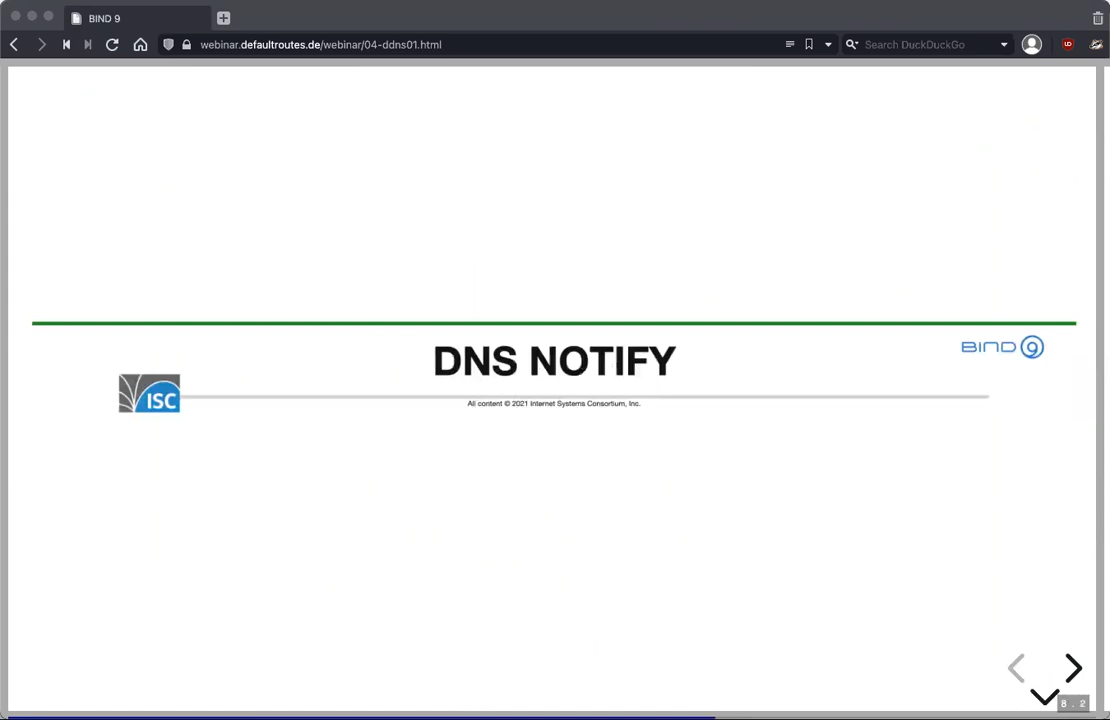 BIND 9
webinar.defaultroutes.de/webinar/04-ddns01.html
Search DuckDuckGo
DNS NOTIFY
BIND 9
ISC
All content © 2021 Internet Systems Consortium, Inc.
8 . 2